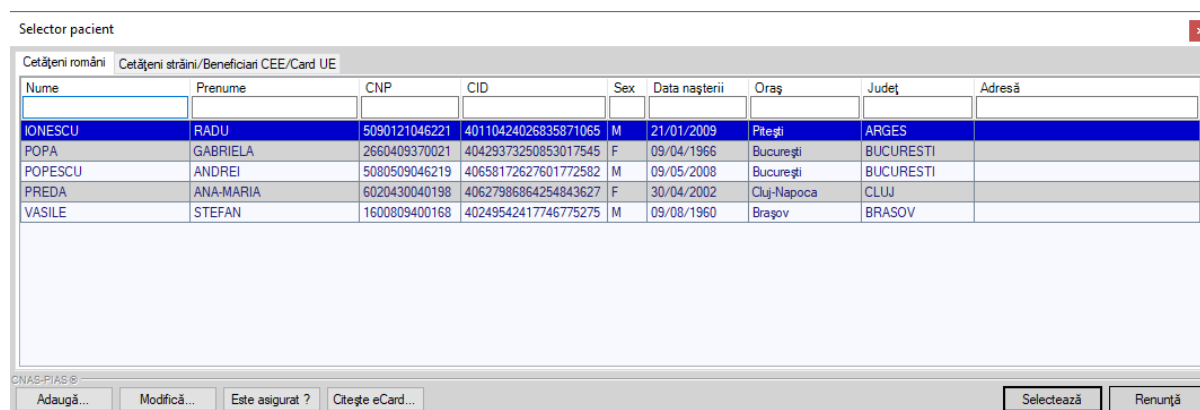 Selector pacient
Cetăţeni români Cetăţeni străini/Beneficiari CEE/Card UE
Nume Prenume CNP CID Sex Data naşterii Oraş Judeţ Adresă
IONESCU RADU 5090121046221 40110424026835871065 M 21/01/2009 Piteşti ARGES
POPA GABRIELA 2660409370021 40429373250853017545 F 09/04/1966 Bucureşti BUCURESTI
POPESCU ANDREI 5080509046219 40658172627601772582 M 09/05/2008 Bucureşti BUCURESTI
PREDA ANA-MARIA 6020430040198 40627986864254843627 F 30/04/2002 Cluj-Napoca CLUJ
VASILE STEFAN 1600809400168 40249542417746775275 M 09/08/1960 Braşov BRASOV
CNAS-PIAS ®
Adaugă... Modifică... Este asigurat ? Citeşte eCard... Selectează Renunţă